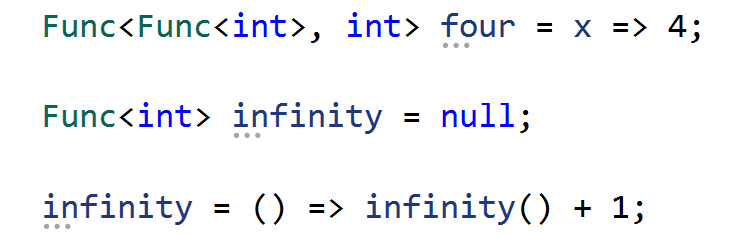 Func<Func<int>, int> four = x => 4;
Func<int> infinity = null;
infinity = () => infinity() + 1;